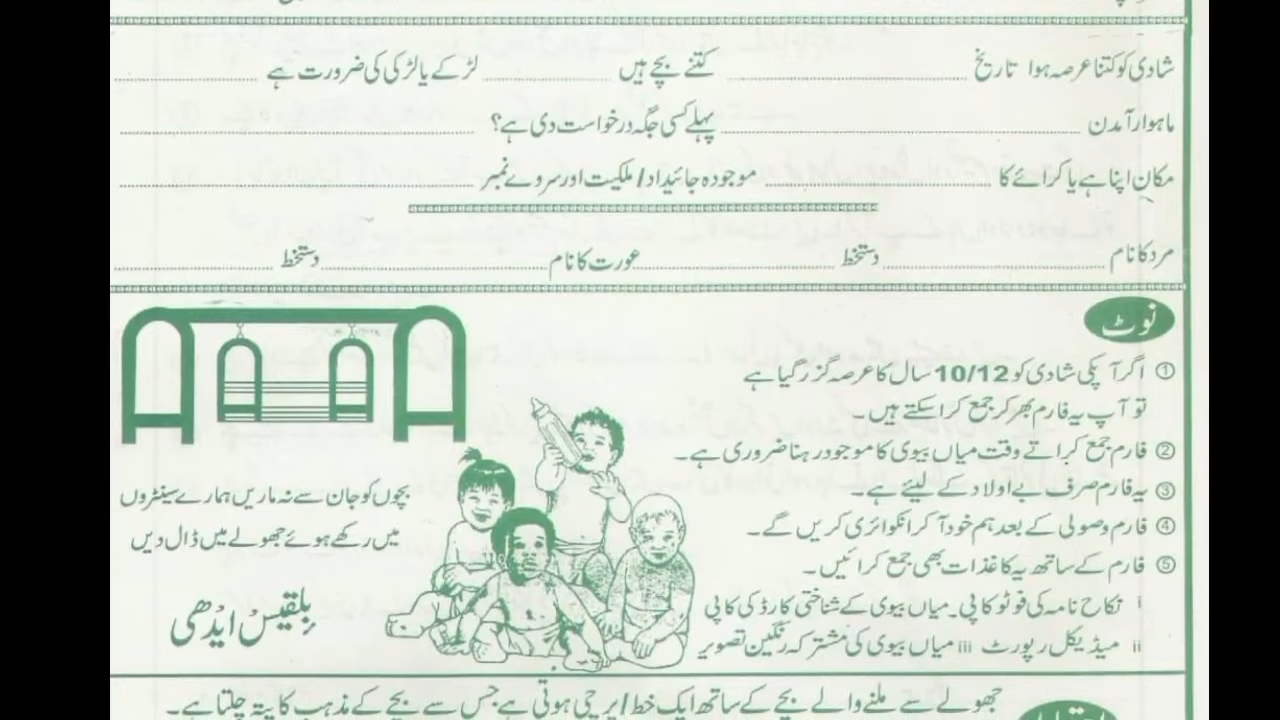 شادی کو کتنا عرصہ ہوا تاریخ کتنے بچے ہیں لڑکے یا لڑکی کی ضرورت ہے
ماہوار آمدن پہلے کسی جگہ درخواست دی ہے؟
مکان اپنا ہے یا کرائے کا موجودہ جائیداد/ملکیت اور سروے نمبر
مرد کا نام دستخط عورت کا نام دستخط
نوٹ
① اگر آپکی شادی کو 10/12 سال کا عرصہ گزر گیا ہے
تو آپ یہ فارم بھر کر جمع کرا سکتے ہیں۔
② فارم جمع کراتے وقت میاں بیوی کا موجود رہنا ضروری ہے۔
③ یہ فارم صرف بے اولاد کے لیئے ہے۔
④ فارم وصولی کے بعد ہم خود آ کر انکوائری کریں گے۔
⑤ فارم کے ساتھ یہ کاغذات بھی جمع کرائیں۔
i نکاح نامہ کی فوٹو کاپی۔ میاں بیوی کے شناختی کارڈ کی کاپی
ii میڈیکل رپورٹ iii میاں بیوی کی مشترکہ رنگین تصویر
بچوں کو جان سے نہ ماریں ہمارے سینٹروں
میں رکھے ہوئے جھولے میں ڈال دیں
بلقیس ایدھی
جھولے سے ملنے والے بچے کے ساتھ ایک خط/پرچی ہوتی ہے جس سے بچے کے مذہب کا پتہ چلتا ہے۔